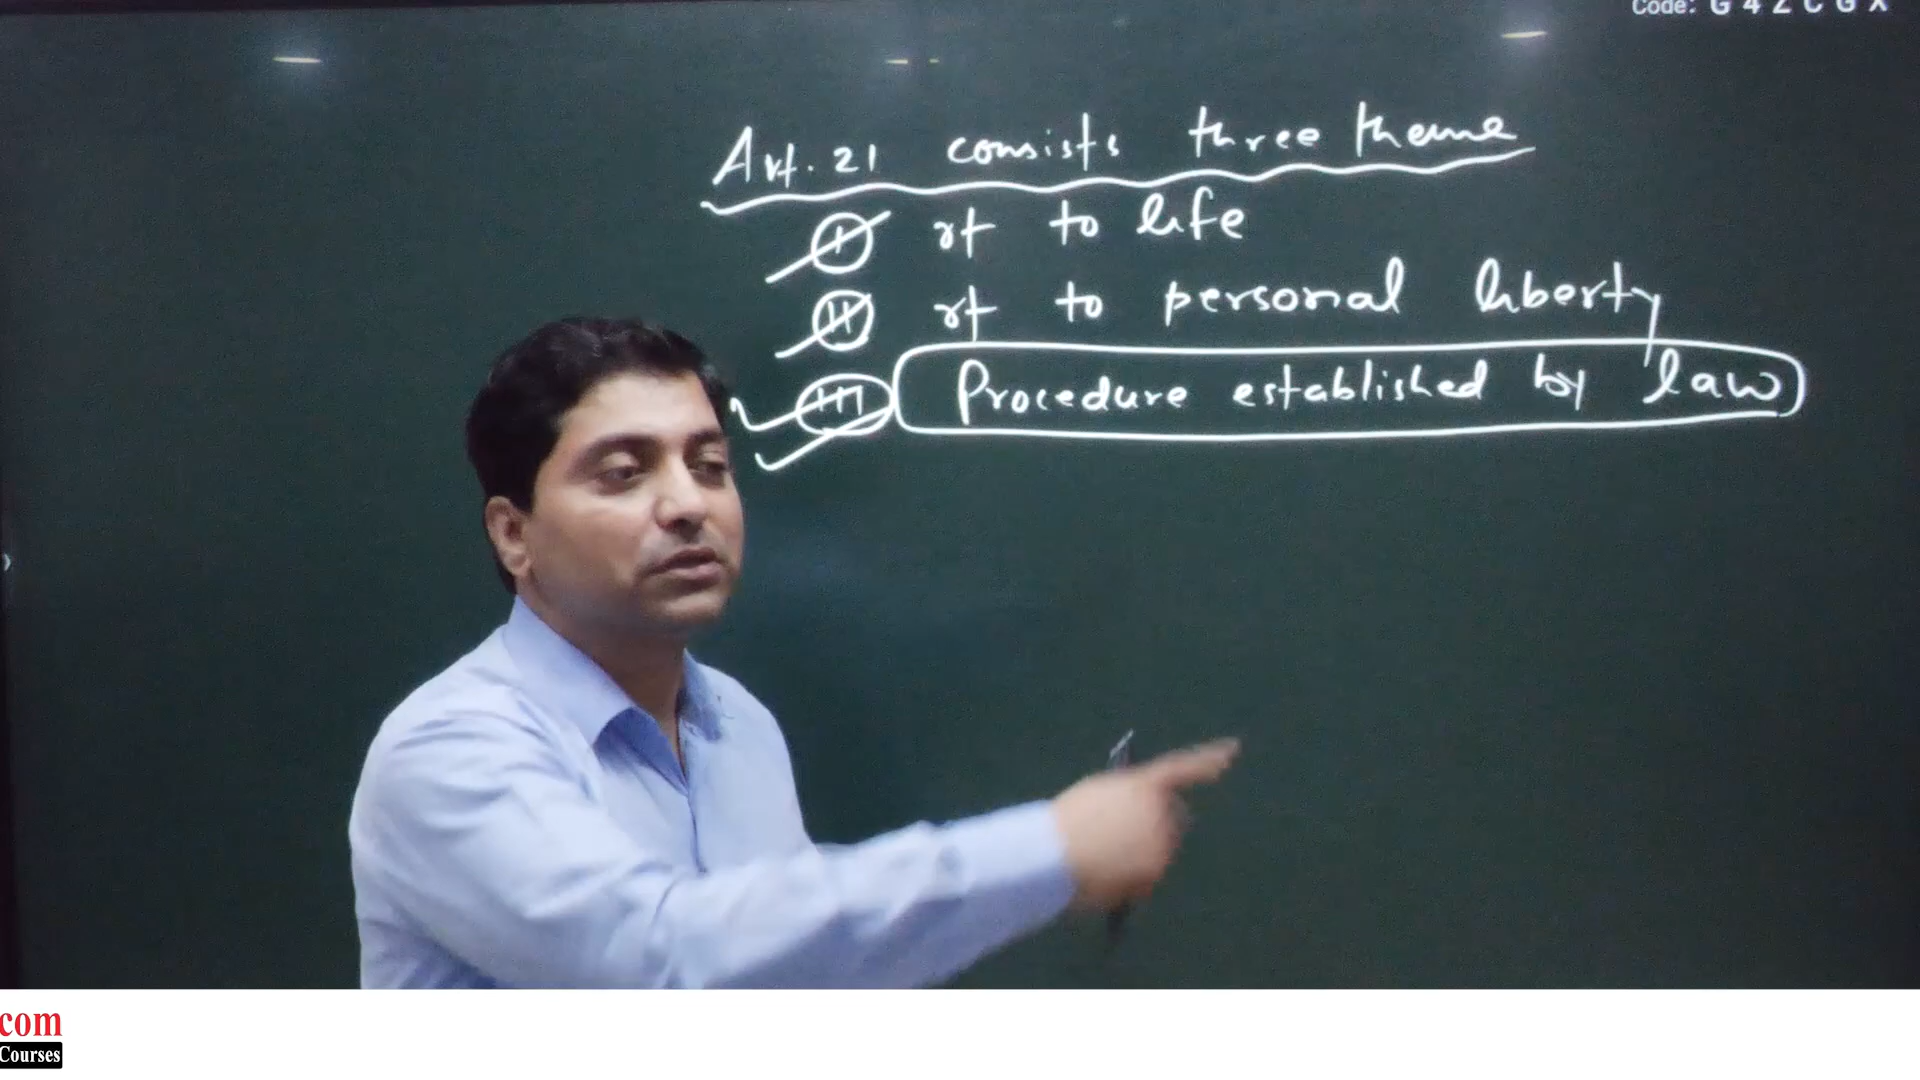 Code: G 4 Z C G X
Art. 21 consists three theme
I rt to life
II rt to personal liberty
III Procedure established by law
com
Courses